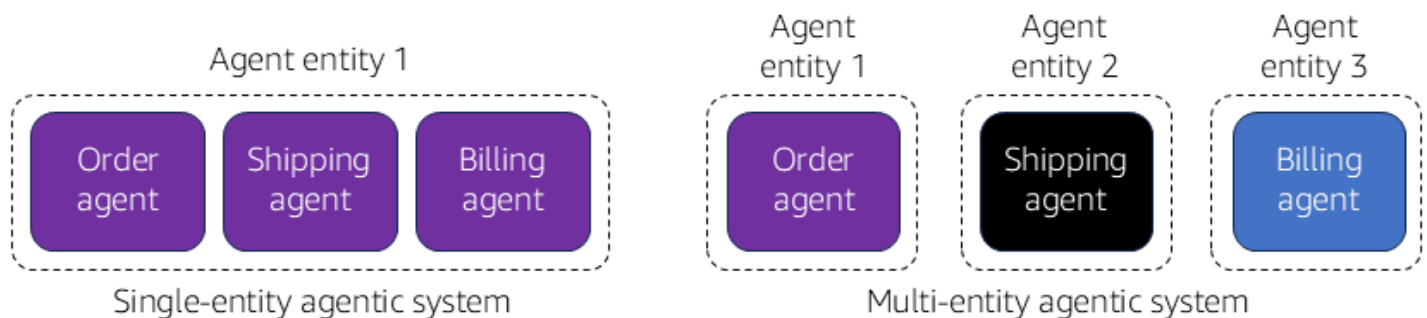 Agent entity 1
Order
agent
Shipping
agent
Billing
agent
Single-entity agentic system
Agent
entity 1
Agent
entity 2
Agent
entity 3
Order
agent
Shipping
agent
Billing
agent
Multi-entity agentic system